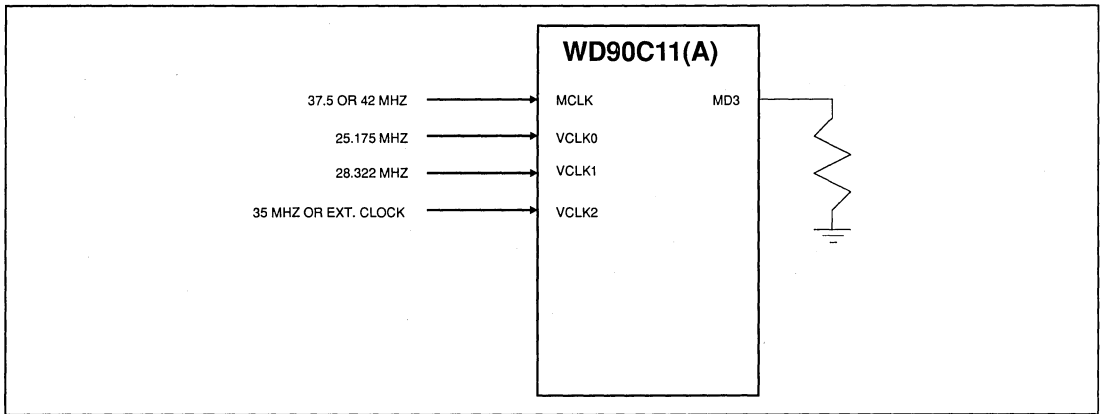 WD90C11(A)
37.5 OR 42 MHZ MCLK MD3
25.175 MHZ VCLK0
28.322 MHZ VCLK1
35 MHZ OR EXT. CLOCK VCLK2